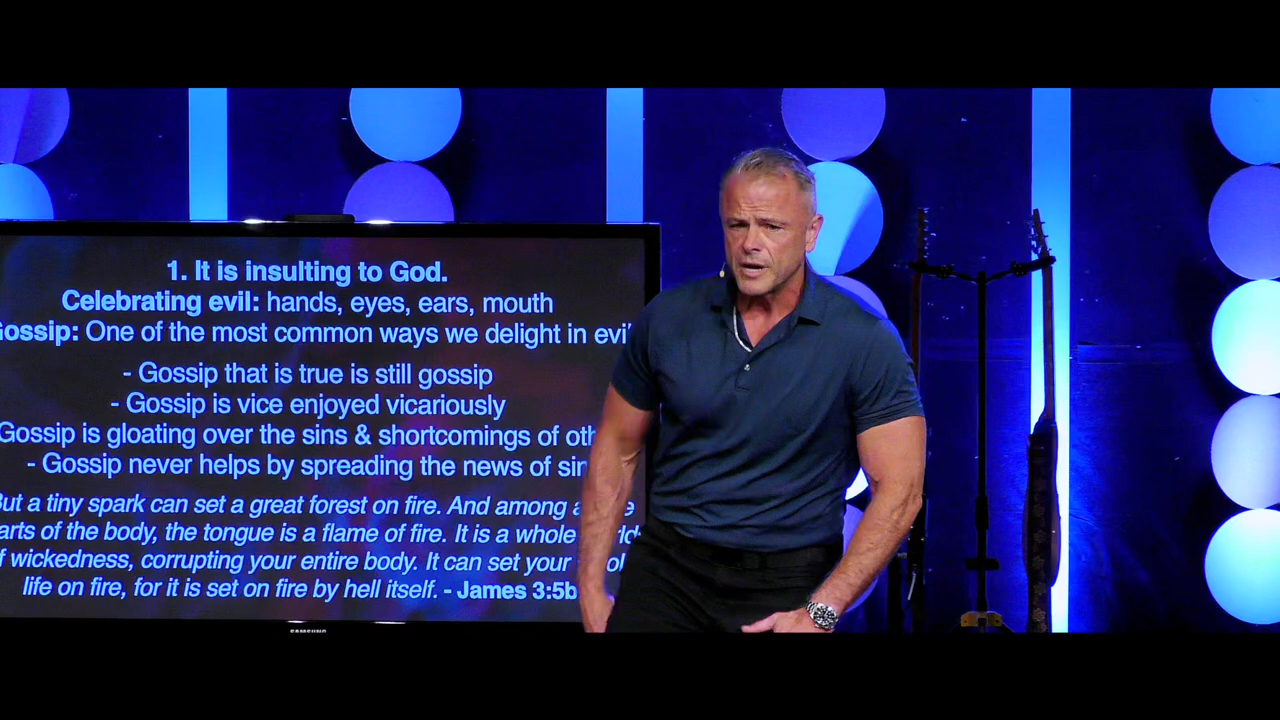 1. It is insulting to God.
Celebrating evil: hands, eyes, ears, mouth
Gossip: One of the most common ways we delight in evil
- Gossip that is true is still gossip
- Gossip is vice enjoyed vicariously
Gossip is gloating over the sins & shortcomings of oth
- Gossip never helps by spreading the news of sin
But a tiny spark can set a great forest on fire. And among
parts of the body, the tongue is a flame of fire. It is a whole
of wickedness, corrupting your entire body. It can set your
life on fire, for it is set on fire by hell itself. - James 3:5b
SAMSUNG